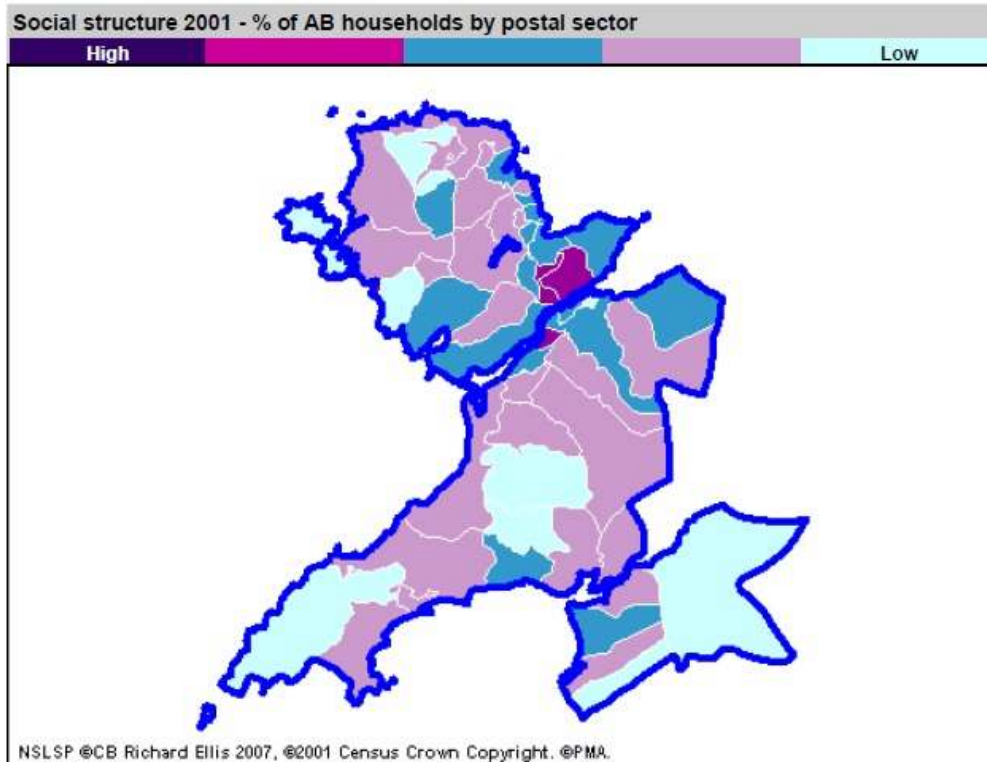 Social structure 2001 - % of AB households by postal sector
High Low
NSLSP ©CB Richard Ellis 2007, ©2001 Census Crown Copyright. ©PMA.